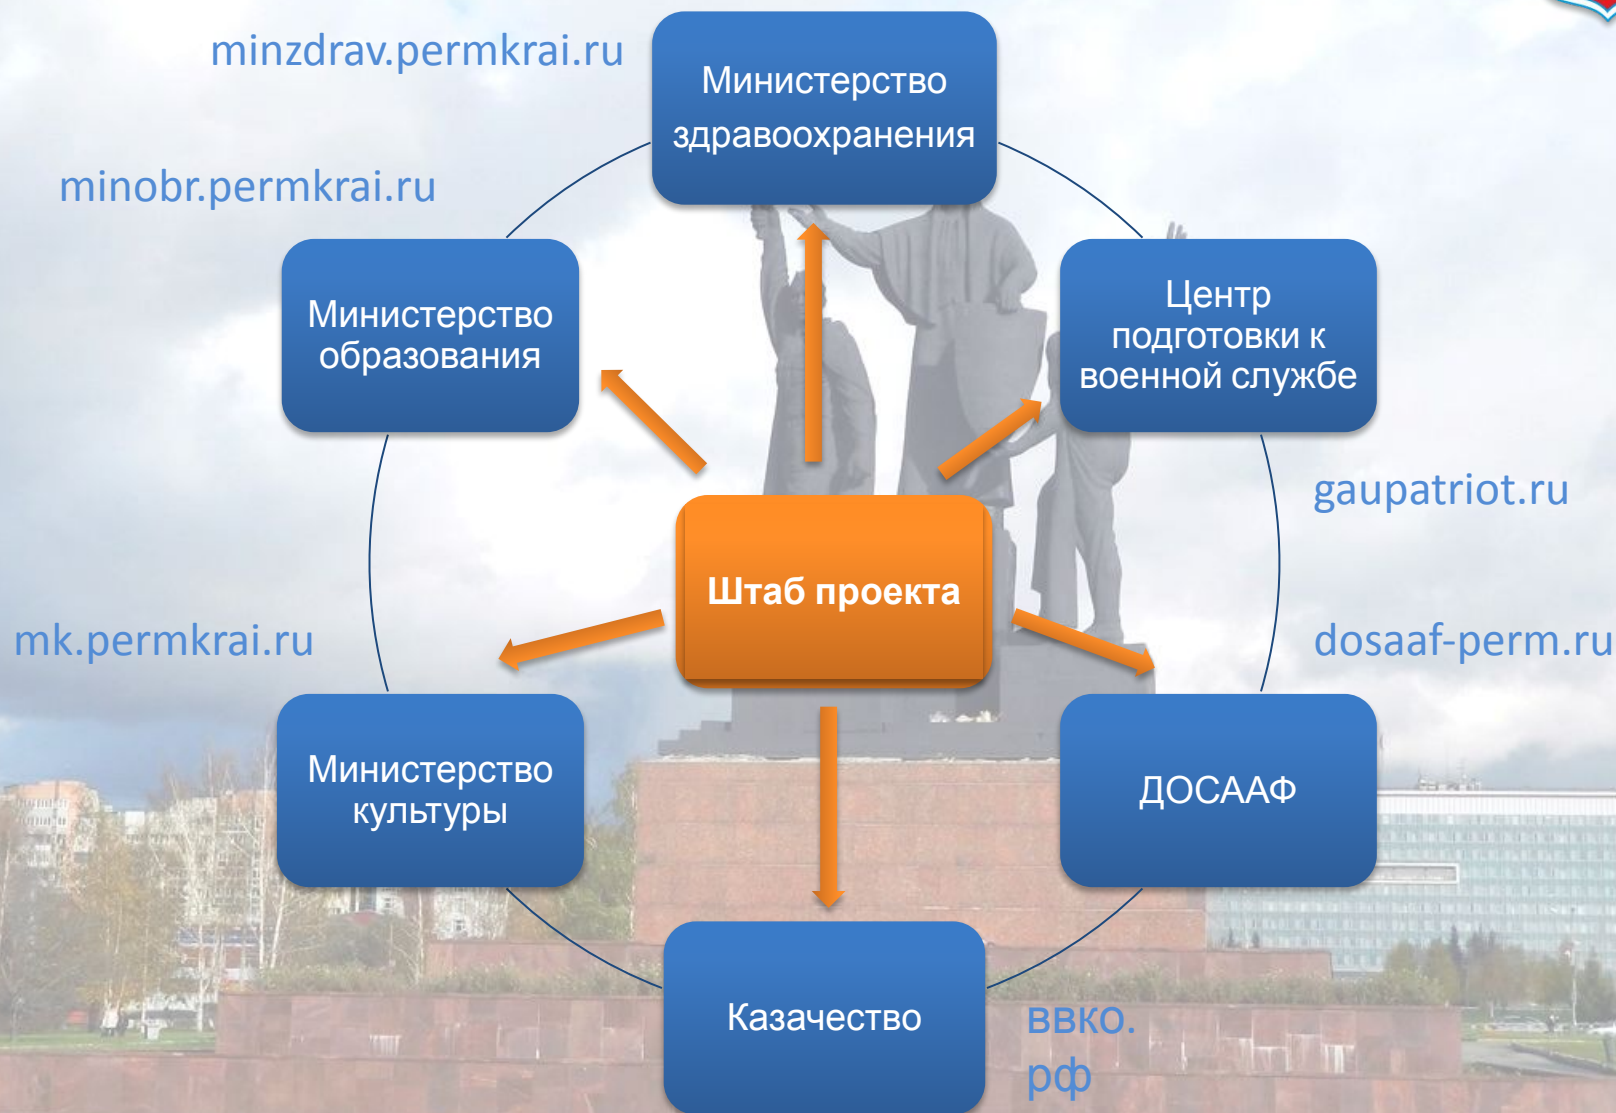 minzdrav.permkrai.ru
Министерство
здравоохранения
minobr.permkrai.ru
Министерство
образования
Центр
подготовки к
военной службе
gaupatriot.ru
Штаб проекта
mk.permkrai.ru
dosaaf-perm.ru
Министерство
культуры
ДОСААФ
Казачество
ввко.
рф